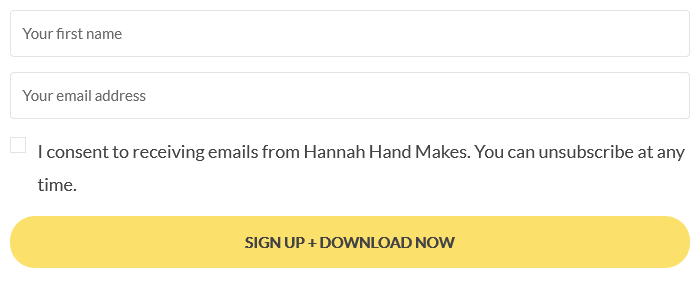 Your first name
Your email address
I consent to receiving emails from Hannah Hand Makes. You can unsubscribe at any
time.
SIGN UP + DOWNLOAD NOW